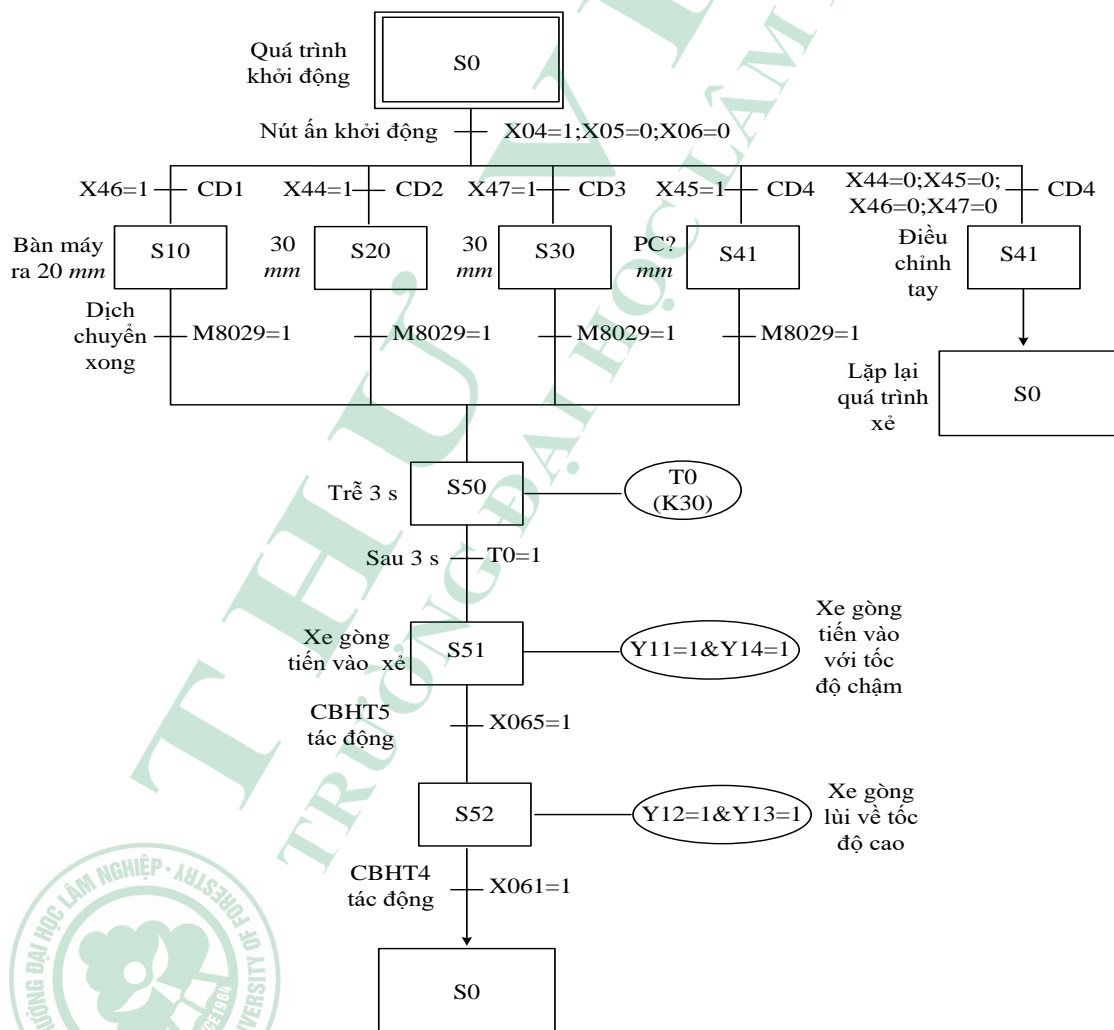 Quá trình
khởi động
S0
Nút ấn khởi động
X04=1;X05=0;X06=0
X46=1
CD1
X44=1
CD2
X47=1
CD3
X45=1
CD4
X44=0;X45=0;
X46=0;X47=0
CD4
Bàn máy
ra 20 mm
S10
30
mm
S20
30
mm
S30
PC?
mm
S41
Điều
chỉnh
tay
S41
Dịch
chuyển
xong
M8029=1
M8029=1
M8029=1
M8029=1
Lặp lại
quá trình
xẻ
S0
Trễ 3 s
S50
T0
(K30)
Sau 3 s
T0=1
Xe gòng
tiến vào xẻ
S51
Y11=1&Y14=1
Xe gòng
tiến vào
với tốc
độ chậm
CBHT5
tác động
X065=1
S52
Y12=1&Y13=1
Xe gòng
lùi về tốc
độ cao
CBHT4
tác động
X061=1
S0
THƯ V
TRƯỜNG ĐẠI HỌC LÂM